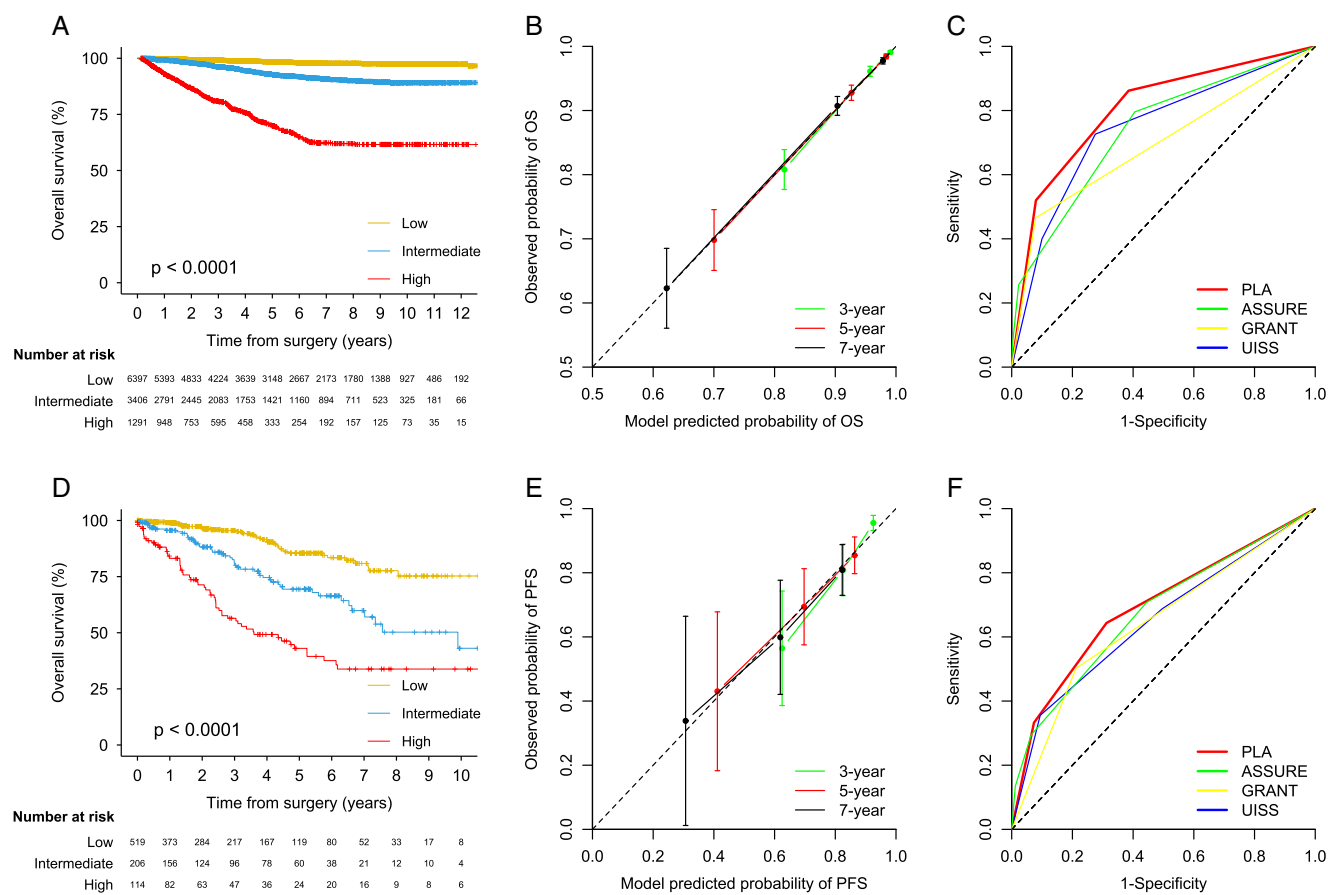 A
Overall survival (%)
100
75
50
25
0
Low
Intermediate
High
p < 0.0001
0 1 2 3 4 5 6 7 8 9 10 11 12
Time from surgery (years)
Number at risk
Low 6397 5393 4833 4224 3639 3148 2667 2173 1780 1388 927 486 192
Intermediate 3406 2791 2445 2083 1753 1421 1160 894 711 523 325 181 66
High 1291 948 753 595 458 333 254 192 157 125 73 35 15
B
Observed probability of OS
1.0
0.9
0.8
0.7
0.6
0.5
3-year
5-year
7-year
0.5 0.6 0.7 0.8 0.9 1.0
Model predicted probability of OS
C
Sensitivity
1.0
0.8
0.6
0.4
0.2
0.0
PLA
ASSURE
GRANT
UISS
0.0 0.2 0.4 0.6 0.8 1.0
1-Specificity
D
Overall survival (%)
100
75
50
25
0
Low
Intermediate
High
p < 0.0001
0 1 2 3 4 5 6 7 8 9 10
Time from surgery (years)
Number at risk
Low 519 373 284 217 167 119 80 52 33 17 8
Intermediate 206 156 124 96 78 60 38 21 12 10 4
High 114 82 63 47 36 24 20 16 9 8 6
E
Observed probability of PFS
1.0
0.8
0.6
0.4
0.2
0.0
3-year
5-year
7-year
0.0 0.2 0.4 0.6 0.8 1.0
Model predicted probability of PFS
F
Sensitivity
1.0
0.8
0.6
0.4
0.2
0.0
PLA
ASSURE
GRANT
UISS
0.0 0.2 0.4 0.6 0.8 1.0
1-Specificity